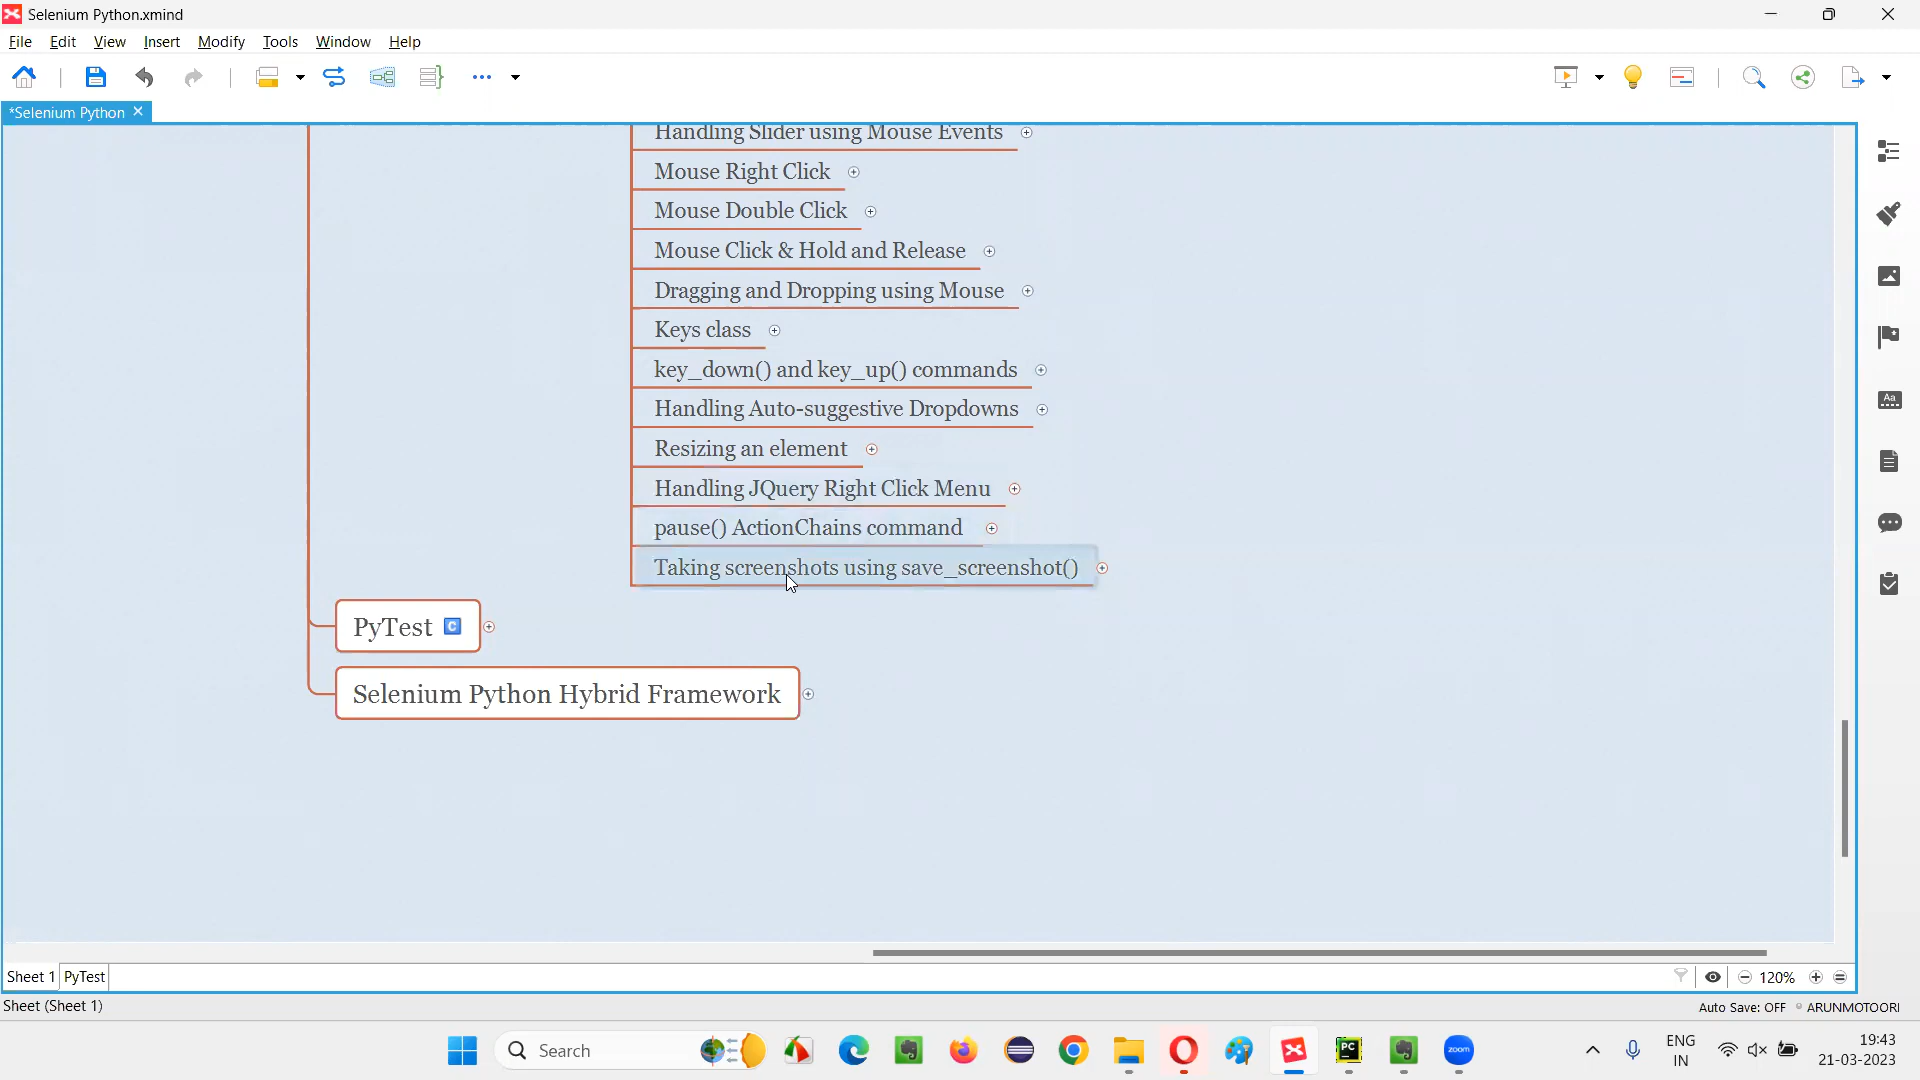 Selenium Python.xmind
File Edit View Insert Modify Tools Window Help
*Selenium Python
Handling Slider using Mouse Events
Mouse Right Click
Mouse Double Click
Mouse Click & Hold and Release
Dragging and Dropping using Mouse
Keys class
key_down() and key_up() commands
Handling Auto-suggestive Dropdowns
Resizing an element
Handling JQuery Right Click Menu
pause() ActionChains command
Taking screenshots using save_screenshot()
PyTest C
Selenium Python Hybrid Framework
Aa
Sheet 1 PyTest
120%
Sheet (Sheet 1)
Auto Save: OFF ARUNMOTOORI
Search
PC
zoom
ENG
IN
19:43
21-03-2023